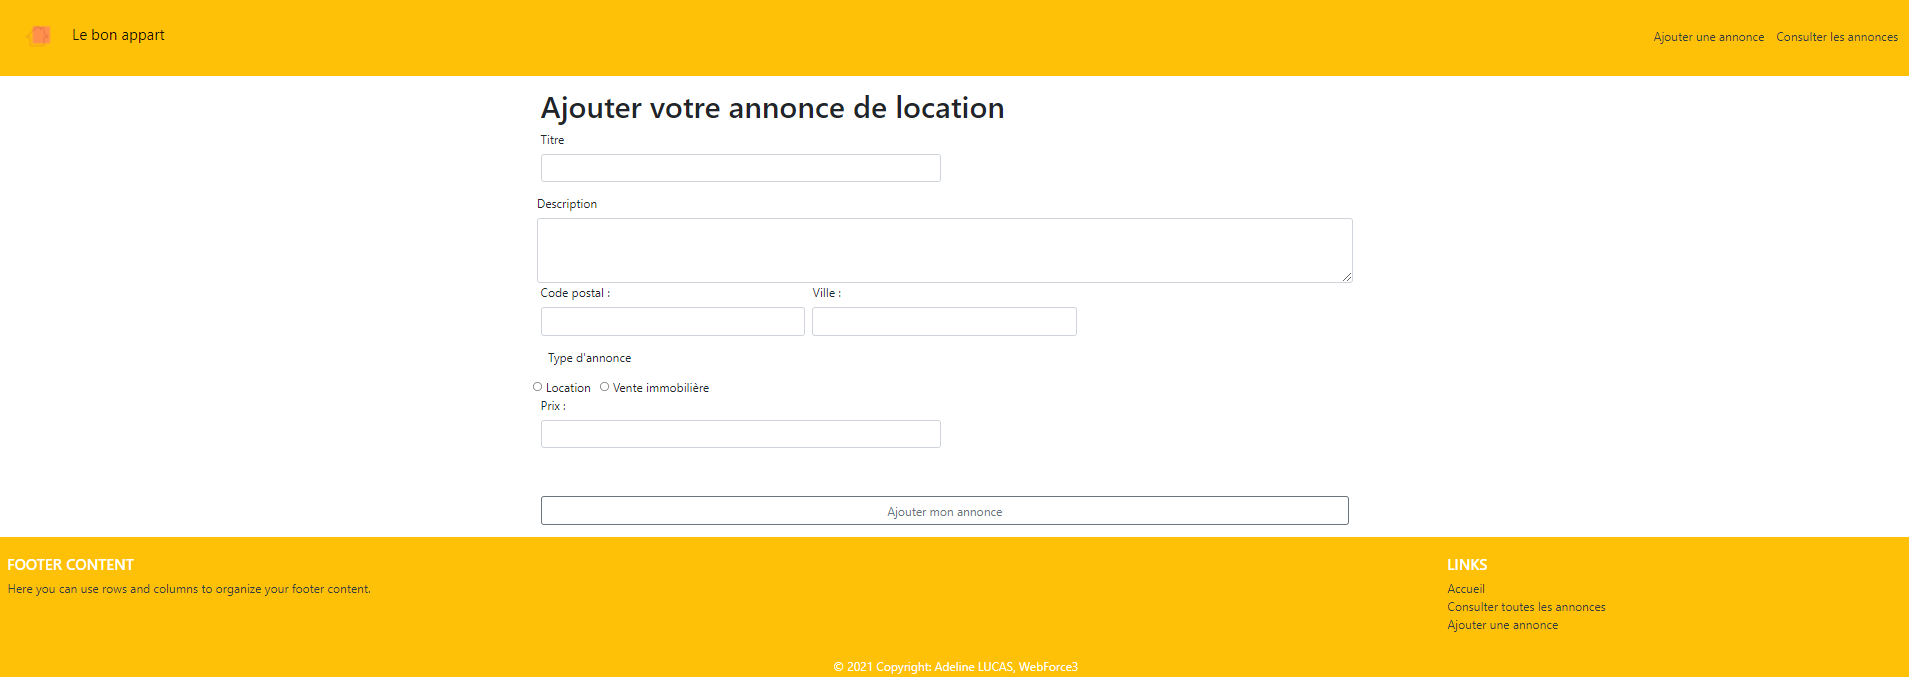 Le bon appart
Ajouter une annonce Consulter les annonces
Ajouter votre annonce de location
Titre
Description
Code postal : Ville :
Type d'annonce
Location Vente immobilière
Prix :
Ajouter mon annonce
FOOTER CONTENT
Here you can use rows and columns to organize your footer content.
LINKS
Accueil
Consulter toutes les annonces
Ajouter une annonce
© 2021 Copyright: Adeline LUCAS, WebForce3